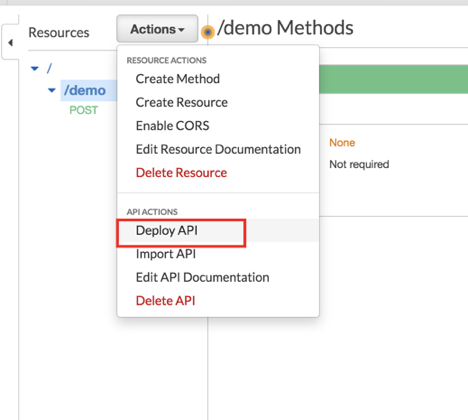 Resources
Actions
/demo Methods
/
/demo
POST
RESOURCE ACTIONS
Create Method
Create Resource
Enable CORS
Edit Resource Documentation
Delete Resource
API ACTIONS
Deploy API
Import API
Edit API Documentation
Delete API
None
Not required